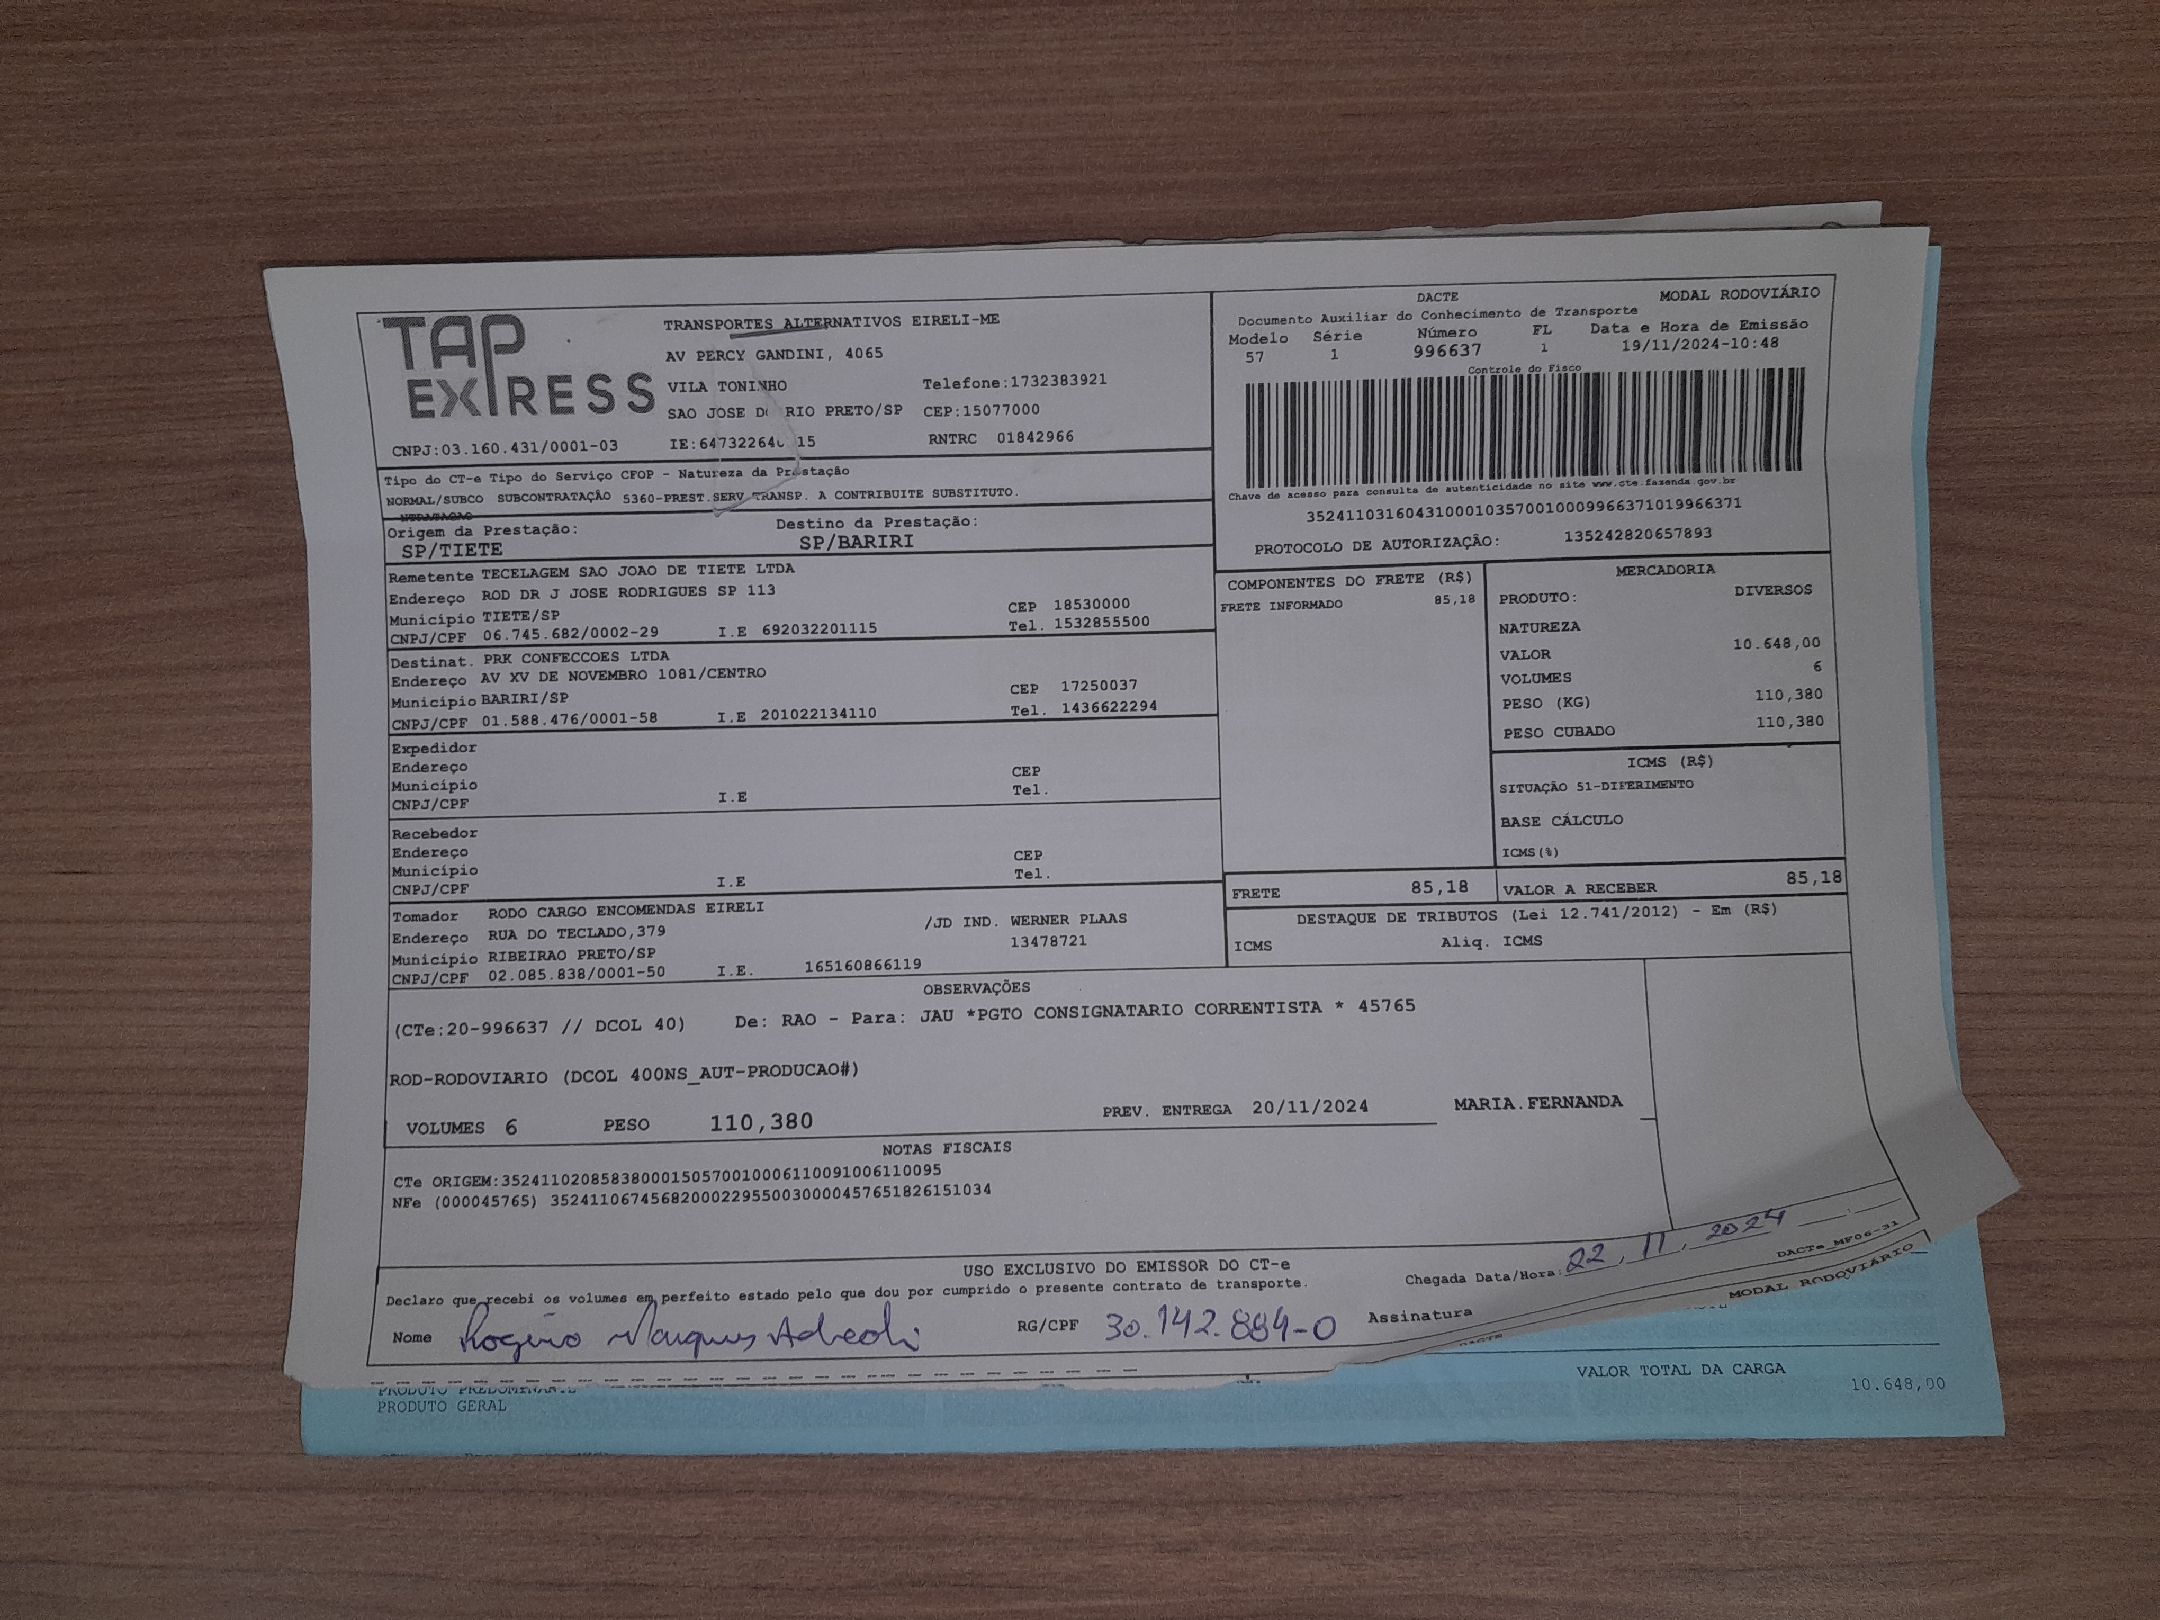 TAP EXPRESS
TRANSPORTES ALTERNATIVOS EIRELI-ME
AV PERCY GANDINI, 4065
VILA TONINHO Telefone:1732383921
SAO JOSE DO RIO PRETO/SP CEP:15077000
CNPJ:03.160.431/0001-03 IE:64732264 15 RNTRC 01842966
Tipo do CT-e Tipo do Serviço CFOP - Natureza da Prestação
NORMAL/SUBCO SUBCONTRATAÇÃO 5360-PREST.SERV TRANSP. A CONTRIBUITE SUBSTITUTO.
NTRATACAO
Origem da Prestação: Destino da Prestação:
SP/TIETE SP/BARIRI
DACTE MODAL RODOVIÁRIO
Documento Auxiliar do Conhecimento de Transporte
Modelo Série Número FL Data e Hora de Emissão
57 1 996637 1 19/11/2024-10:48
Controle do Fisco
Chave de acesso para consulta de autenticidade no site www.cte.fazenda.gov.br
35241103160431000103570010009966371019966371
PROTOCOLO DE AUTORIZAÇÃO: 135242820657893
Remetente TECELAGEM SAO JOAO DE TIETE LTDA
Endereço ROD DR J JOSE RODRIGUES SP 113
Município TIETE/SP CEP 18530000
CNPJ/CPF 06.745.682/0002-29 I.E 692032201115 Tel. 1532855500
Destinat. PRK CONFECCOES LTDA
Endereço AV XV DE NOVEMBRO 1081/CENTRO
Município BARIRI/SP CEP 17250037
CNPJ/CPF 01.588.476/0001-58 I.E 201022134110 Tel. 1436622294
Expedidor
Endereço
Município CEP
CNPJ/CPF I.E Tel.
Recebedor
Endereço
Município CEP
CNPJ/CPF I.E Tel.
Tomador RODO CARGO ENCOMENDAS EIRELI
Endereço RUA DO TECLADO,379 /JD IND. WERNER PLAAS
Município RIBEIRAO PRETO/SP 13478721
CNPJ/CPF 02.085.838/0001-50 I.E. 165160866119
COMPONENTES DO FRETE (R$)
FRETE INFORMADO 85,18
MERCADORIA
PRODUTO: DIVERSOS
NATUREZA
VALOR 10.648,00
VOLUMES 6
PESO (KG) 110,380
PESO CUBADO 110,380
ICMS (R$)
SITUAÇÃO 51-DIFERIMENTO
BASE CÁLCULO
ICMS(%)
FRETE 85,18 VALOR A RECEBER 85,18
DESTAQUE DE TRIBUTOS (Lei 12.741/2012) - Em (R$)
ICMS Aliq. ICMS
OBSERVAÇÕES
(CTe:20-996637 // DCOL 40) De: RAO - Para: JAU *PGTO CONSIGNATARIO CORRENTISTA * 45765
ROD-RODOVIARIO (DCOL 400NS_AUT-PRODUCAO#)
VOLUMES 6 PESO 110,380 PREV. ENTREGA 20/11/2024 MARIA.FERNANDA
NOTAS FISCAIS
CTe ORIGEM:35241102085838000150570010006110091006110095
NFe (000045765) 35241106745682000229550030000457651826151034
USO EXCLUSIVO DO EMISSOR DO CT-e
Declaro que recebi os volumes em perfeito estado pelo que dou por cumprido o presente contrato de transporte.
Chegada Data/Hora: 22.11.2024
Nome Rogério Marques RG/CPF 30.142.884-0 Assinatura
DACTe_MF06-31
MODAL RODOVIÁRIO
DACTE
PRODUTO PREDOMINANTE
PRODUTO GERAL
VALOR TOTAL DA CARGA
10.648,00